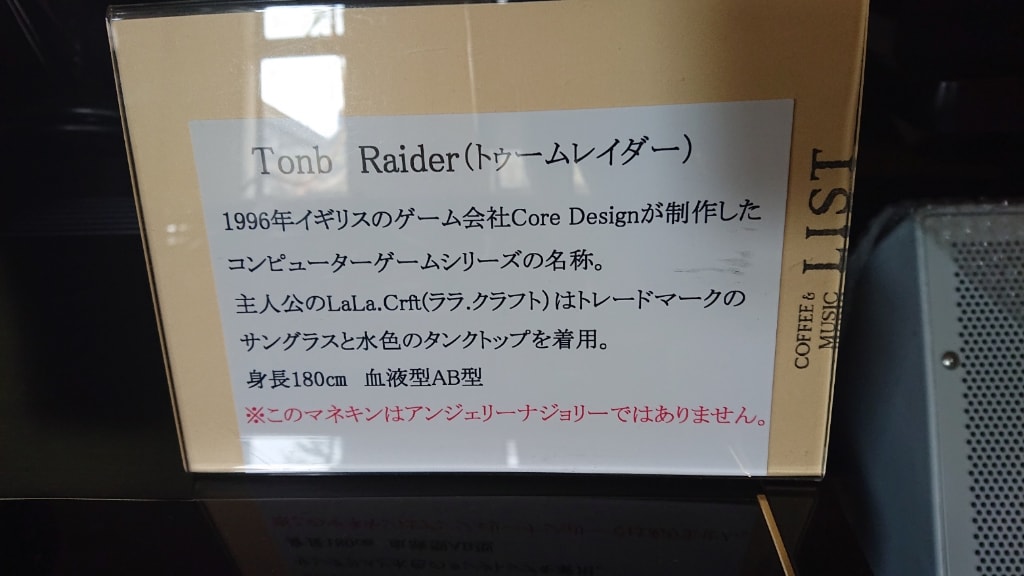 Tonb Raider(トゥームレイダー)
1996年イギリスのゲーム会社Core Designが制作した
コンピューターゲームシリーズの名称。
主人公のLaLa.Crft(ララ.クラフト)はトレードマークの
サングラスと水色のタンクトップを着用。
身長180㎝ 血液型AB型
※このマネキンはアンジェリーナジョリーではありません。
COFFEE &
MUSIC LIST